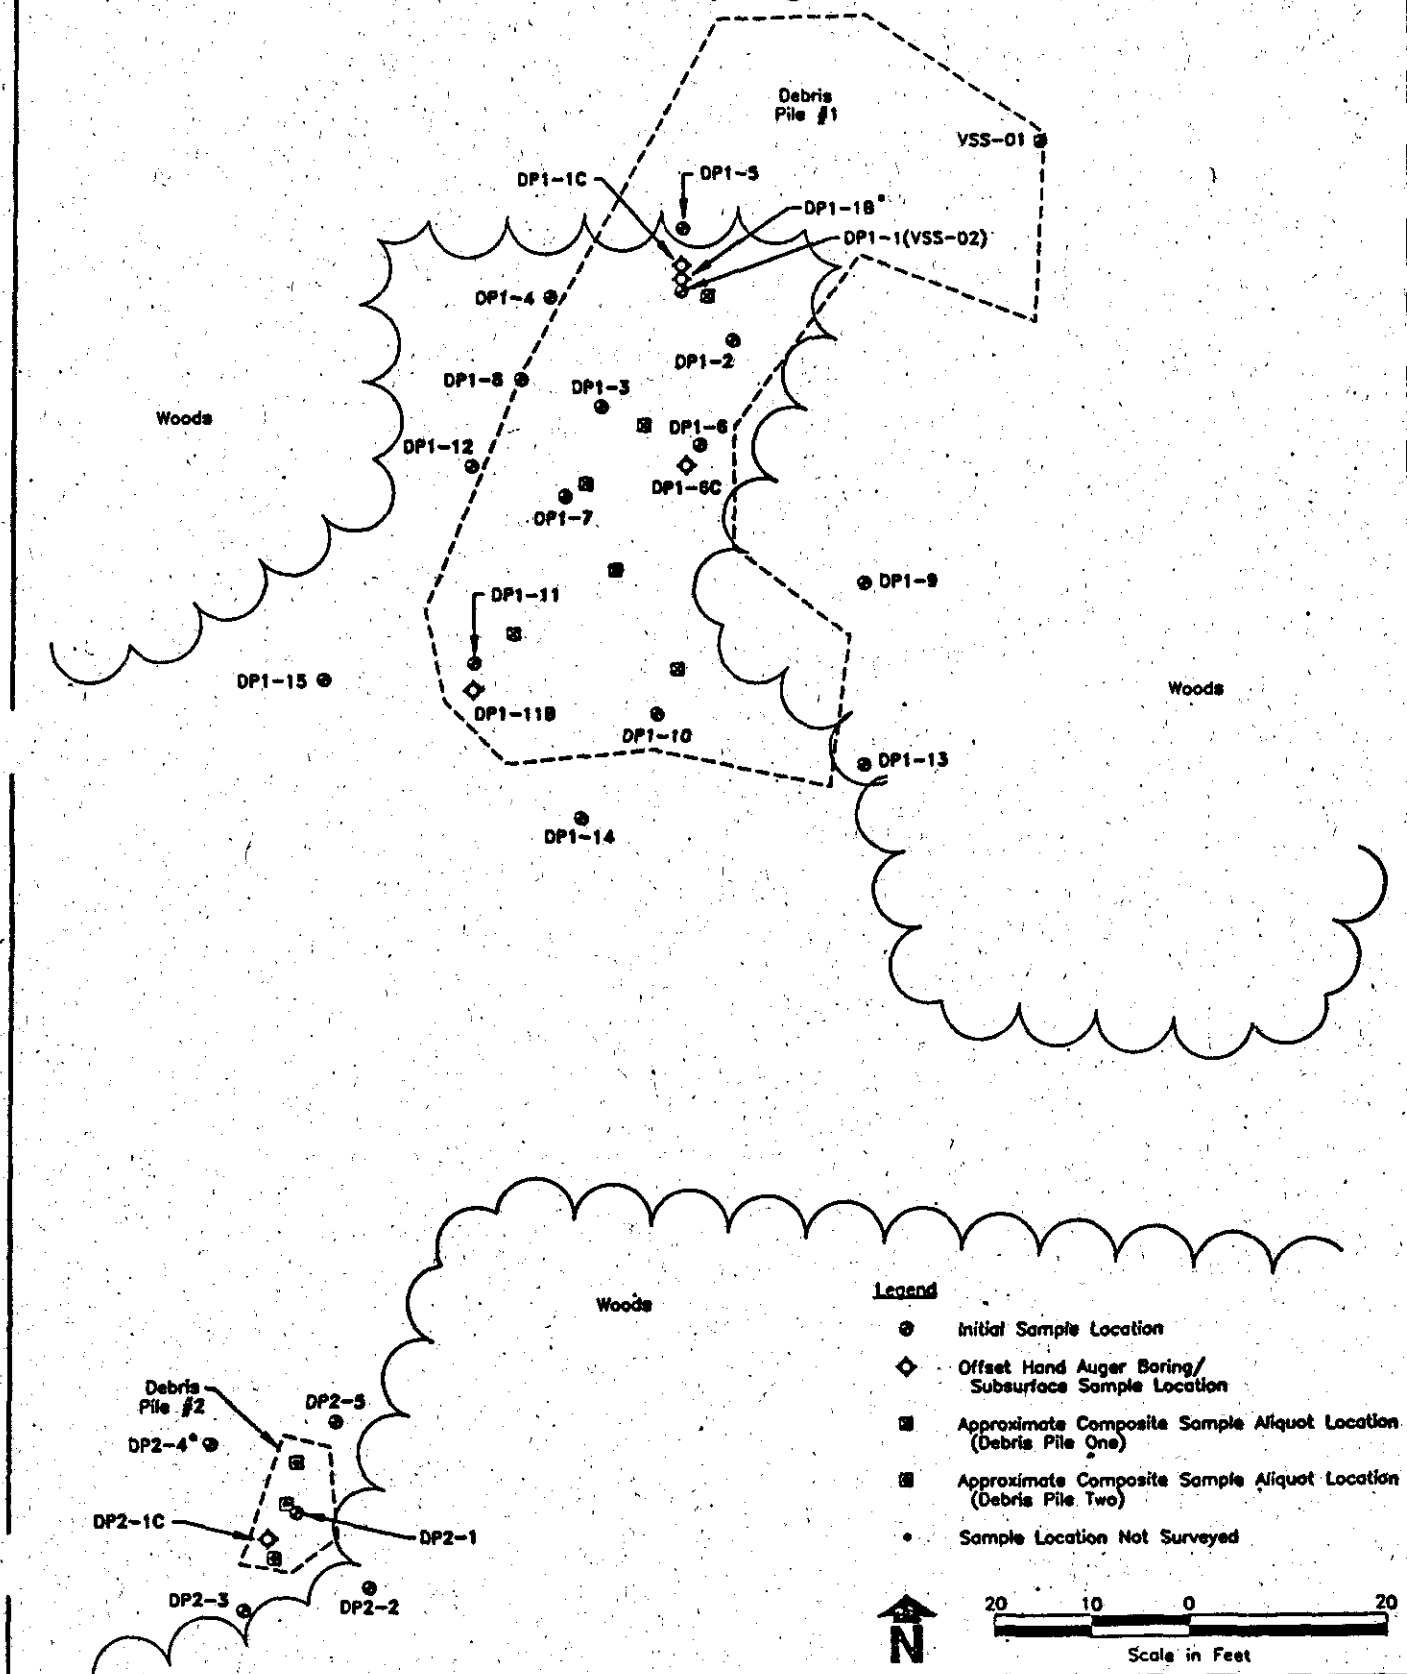 Debris
Pile #1
VSS-01
DP1-1C
DP1-5
DP1-1B*
DP1-1(VSS-02)
DP1-4
DP1-2
DP1-8
DP1-3
Woods
DP1-6
DP1-12
DP1-6C
DP1-7
DP1-9
DP1-11
DP1-15
Woods
DP1-11B
DP1-10
DP1-13
DP1-14
Woods
Debris
Pile #2
DP2-5
DP2-4*
DP2-1C
DP2-1
DP2-3
DP2-2
Legend
Initial Sample Location
Offset Hand Auger Boring/
Subsurface Sample Location
Approximate Composite Sample Aliquot Location
(Debris Pile One)
Approximate Composite Sample Aliquot Location
(Debris Pile Two)
* Sample Location Not Surveyed
N
20 10 0 20
Scale in Feet